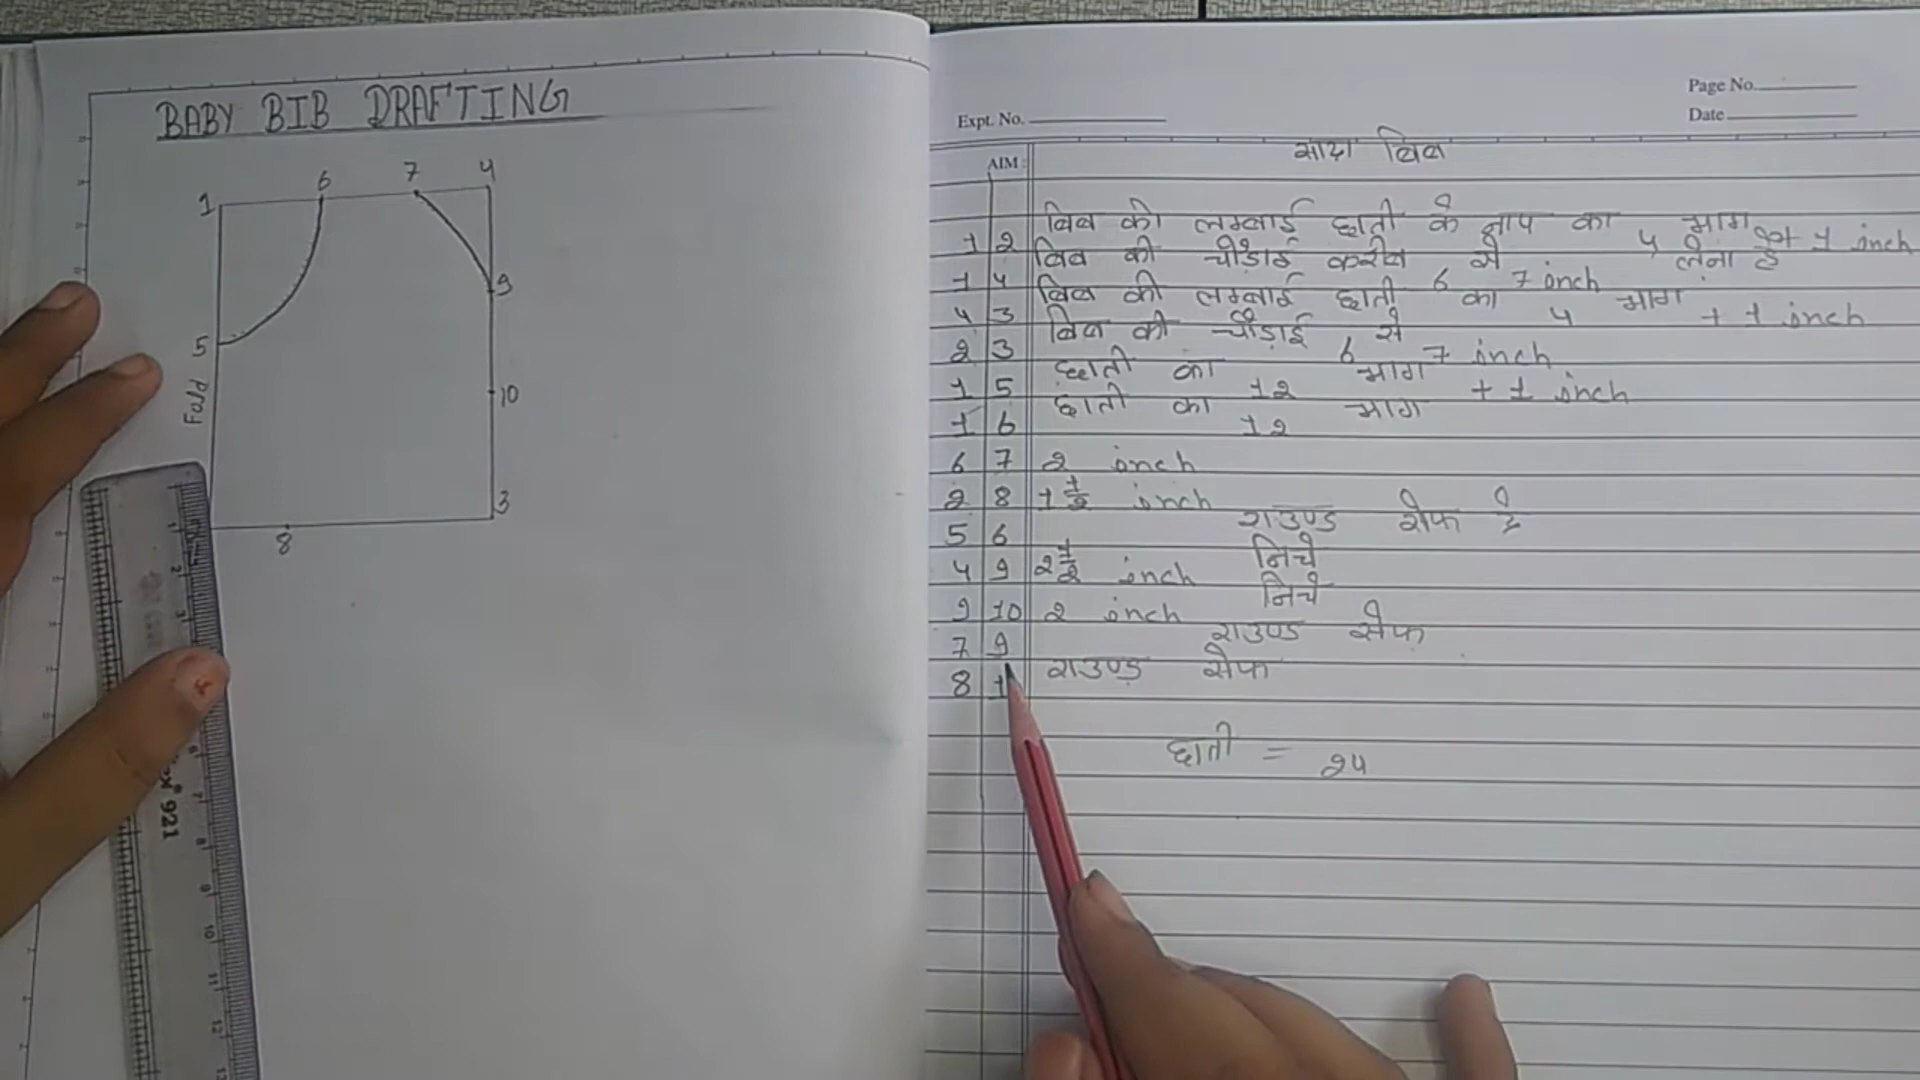 BABY BIB DRAFTING
1
6
7
4
9
5
10
Fold
3
8
921
Page No.
Expt. No.
Date
AIM :
सादा बिब
1 2 बिब की लम्बाई छाती के नाप का 4 भाग 1 inch
लेना है
1 4 बिब की चौड़ाई करीब 6 से 7 inch
4 3 बिब की लम्बाई छाती का 4 भाग + 1 inch
2 3 बिब की चौड़ाई 6 से 7 inch
1 5 छाती का 12 भाग + 1 inch
1 6 छाती का 12 भाग
6 7 2 inch
2 8 1 1/2 inch
5 6 राउण्ड सेफ दे
4 9 2 1/2 inch निचे
9 10 2 inch निचे
7 9 राउण्ड सेफ
8 1 राउण्ड सेफ
छाती = 24